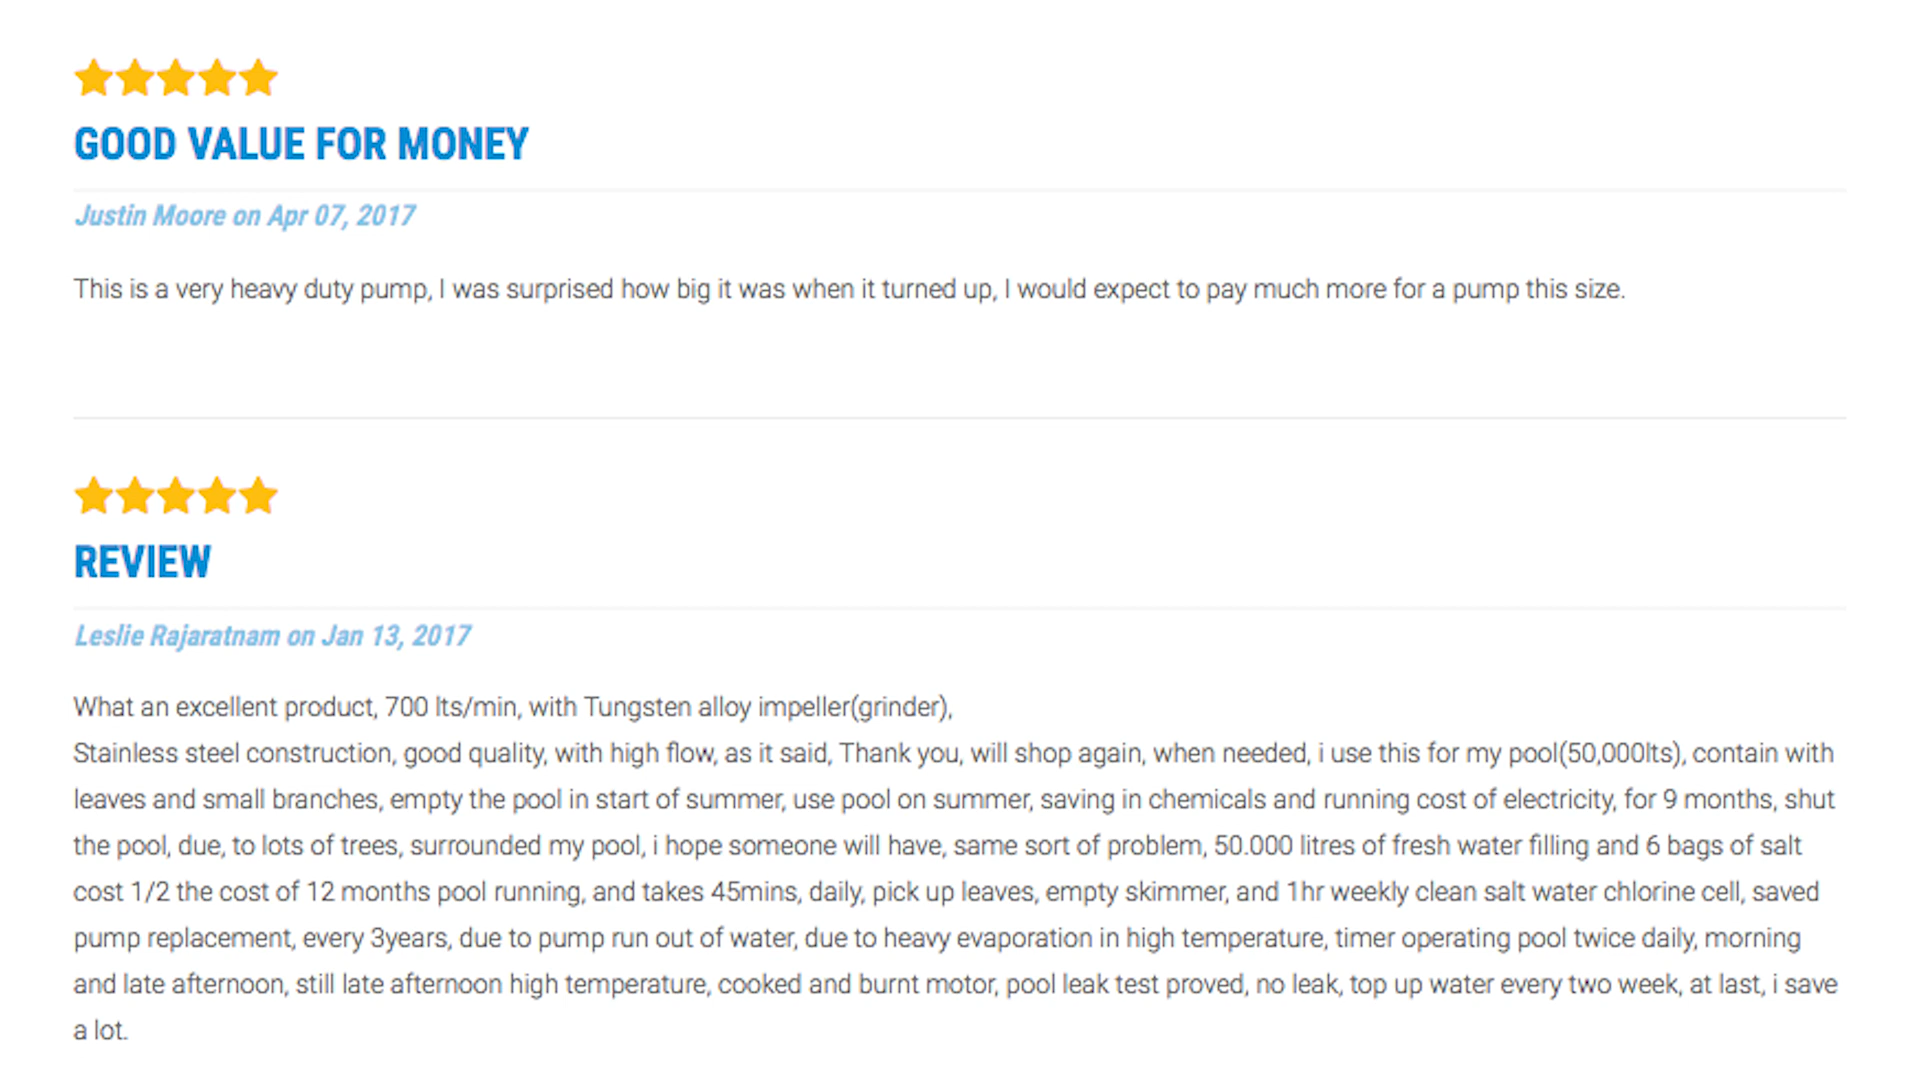 GOOD VALUE FOR MONEY
Justin Moore on Apr 07, 2017
This is a very heavy duty pump, I was surprised how big it was when it turned up, I would expect to pay much more for a pump this size.
REVIEW
Leslie Rajaratnam on Jan 13, 2017
What an excellent product, 700 lts/min, with Tungsten alloy impeller(grinder),
Stainless steel construction, good quality, with high flow, as it said, Thank you, will shop again, when needed, i use this for my pool(50,000lts), contain with
leaves and small branches, empty the pool in start of summer, use pool on summer, saving in chemicals and running cost of electricity, for 9 months, shut
the pool, due, to lots of trees, surrounded my pool, i hope someone will have, same sort of problem, 50.000 litres of fresh water filling and 6 bags of salt
cost 1/2 the cost of 12 months pool running, and takes 45mins, daily, pick up leaves, empty skimmer, and 1hr weekly clean salt water chlorine cell, saved
pump replacement, every 3years, due to pump run out of water, due to heavy evaporation in high temperature, timer operating pool twice daily, morning
and late afternoon, still late afternoon high temperature, cooked and burnt motor, pool leak test proved, no leak, top up water every two week, at last, i save
a lot.